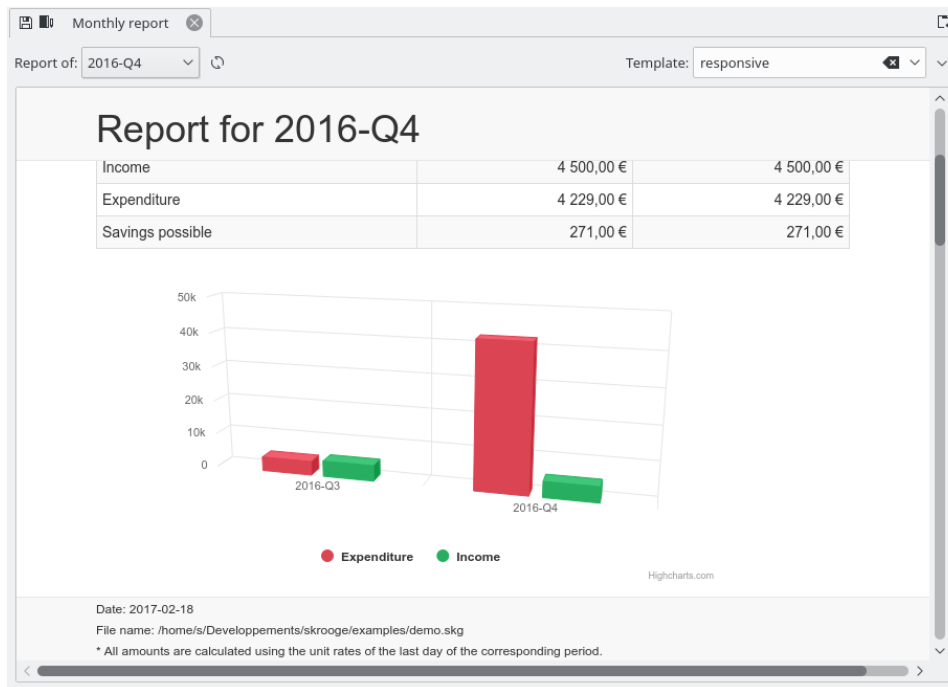 Monthly report
Report of: 2016-Q4 Template: responsive
Report for 2016-Q4
Income 4 500,00 € 4 500,00 €
Expenditure 4 229,00 € 4 229,00 €
Savings possible 271,00 € 271,00 €
50k
40k
30k
20k
10k
0
2016-Q3
2016-Q4
Expenditure Income
Highcharts.com
Date: 2017-02-18
File name: /home/s/Developpements/skrooge/examples/demo.skg
* All amounts are calculated using the unit rates of the last day of the corresponding period.